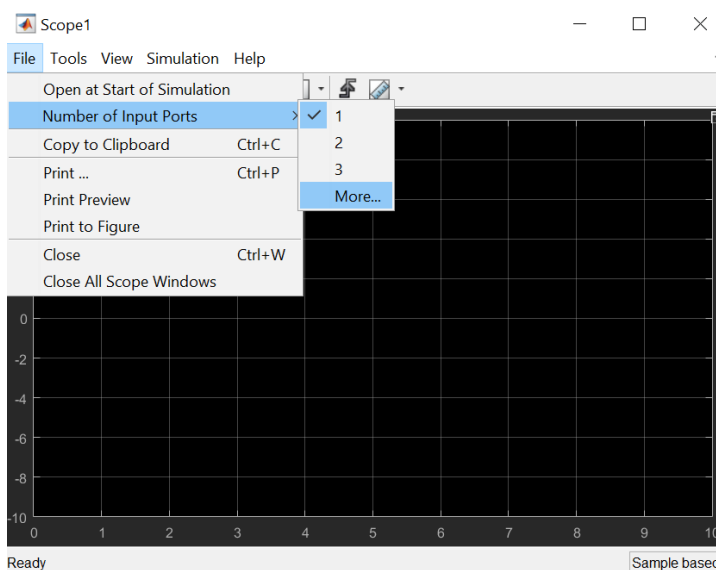 Scope1
File Tools View Simulation Help
Open at Start of Simulation
Number of Input Ports
1
Copy to Clipboard Ctrl+C
2
Print ... Ctrl+P
3
Print Preview
More...
Print to Figure
Close Ctrl+W
Close All Scope Windows
0
-2
-4
-6
-8
-10
0 1 2 3 4 5 6 7 8 9 10
Ready
Sample based